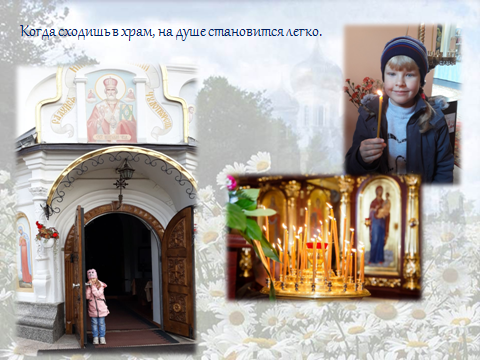 Когда сходишь в храм, на душе становится легко.